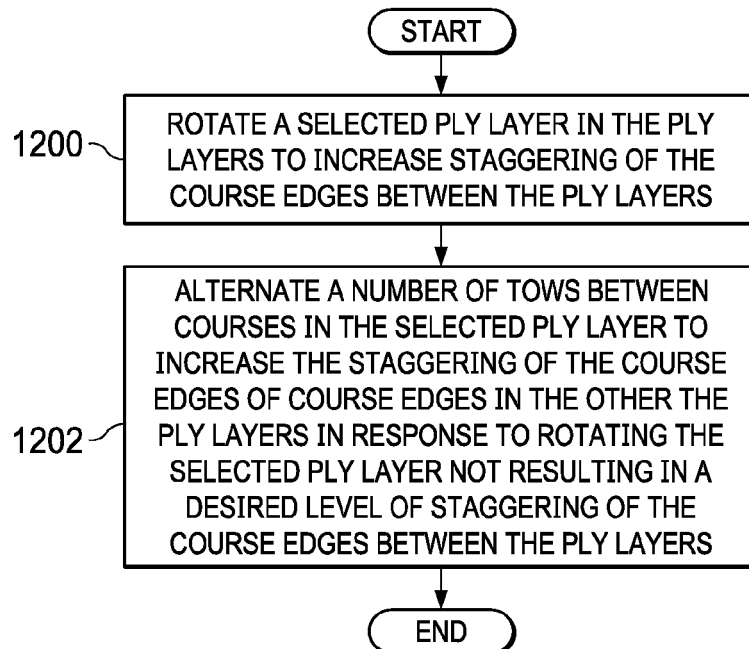 START
1200
ROTATE A SELECTED PLY LAYER IN THE PLY
LAYERS TO INCREASE STAGGERING OF THE
COURSE EDGES BETWEEN THE PLY LAYERS
1202
ALTERNATE A NUMBER OF TOWS BETWEEN
COURSES IN THE SELECTED PLY LAYER TO
INCREASE THE STAGGERING OF THE COURSE
EDGES OF COURSE EDGES IN THE OTHER THE
PLY LAYERS IN RESPONSE TO ROTATING THE
SELECTED PLY LAYER NOT RESULTING IN A
DESIRED LEVEL OF STAGGERING OF THE
COURSE EDGES BETWEEN THE PLY LAYERS
END